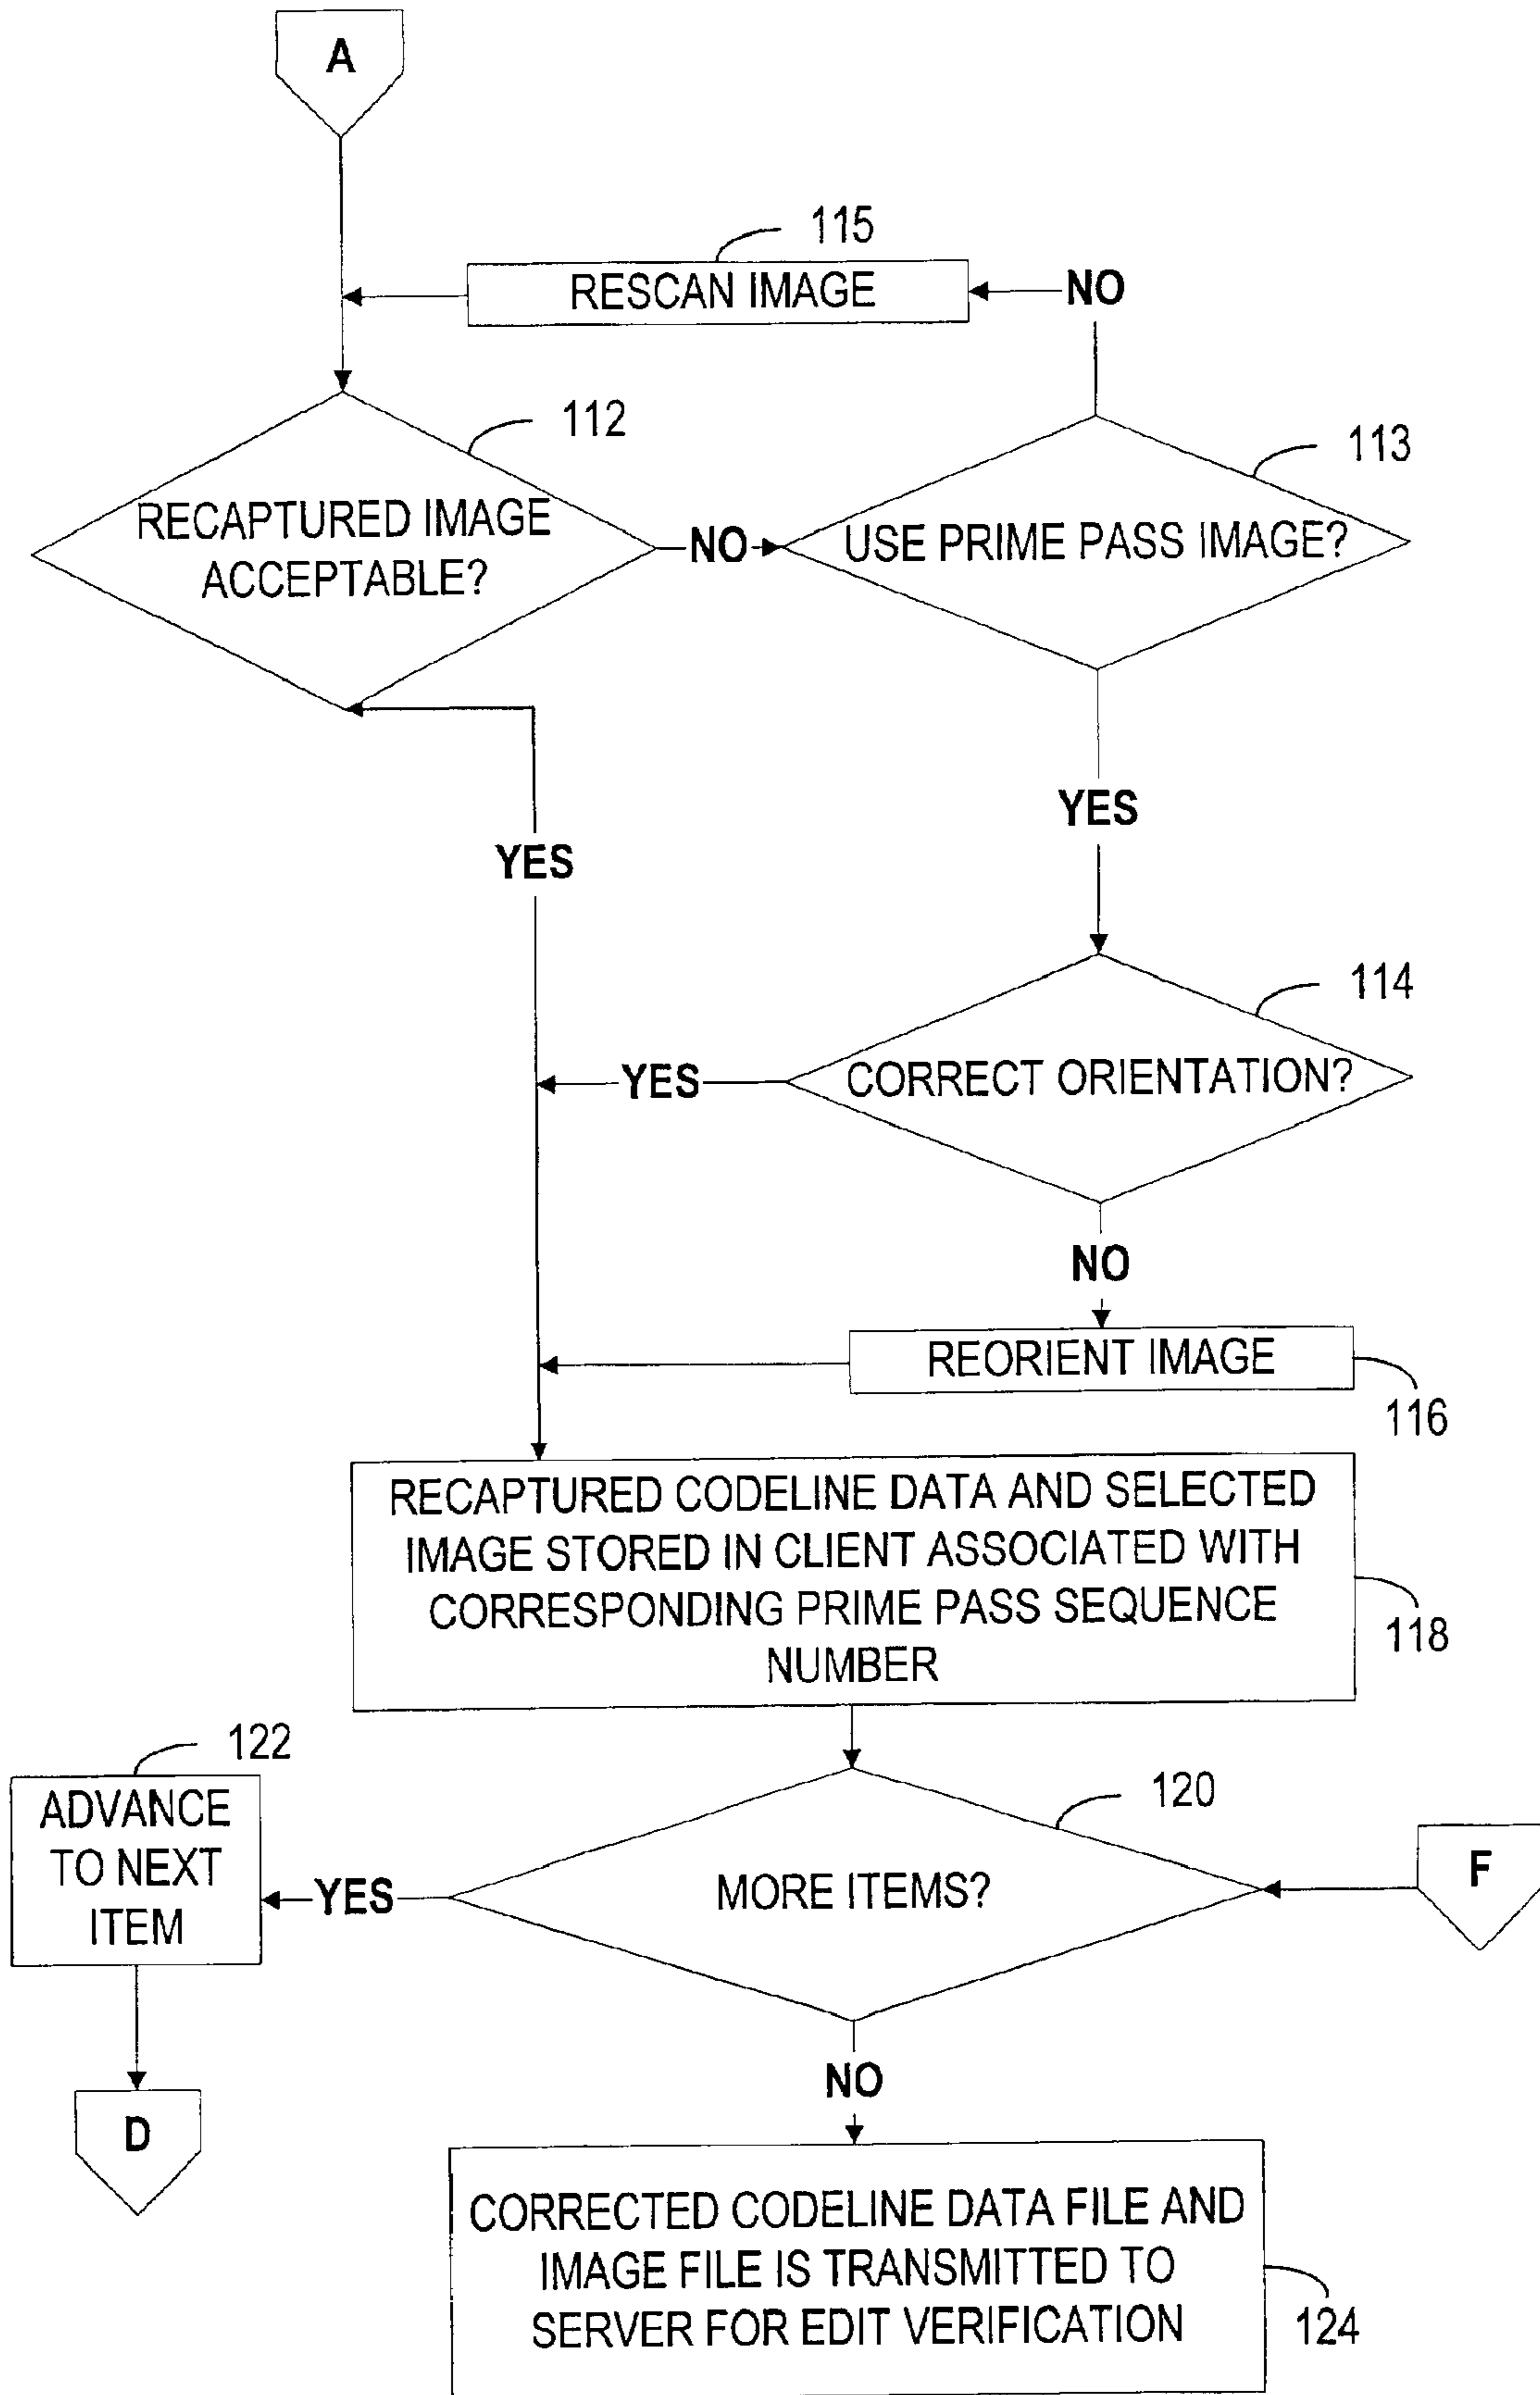 A
115
RESCAN IMAGE
NO
112
RECAPTURED IMAGE
ACCEPTABLE?
NO
113
USE PRIME PASS IMAGE?
YES
YES
114
CORRECT ORIENTATION?
YES
NO
REORIENT IMAGE
116
RECAPTURED CODELINE DATA AND SELECTED
IMAGE STORED IN CLIENT ASSOCIATED WITH
CORRESPONDING PRIME PASS SEQUENCE
NUMBER
118
122
ADVANCE
TO NEXT
ITEM
YES
120
MORE ITEMS?
F
D
NO
CORRECTED CODELINE DATA FILE AND
IMAGE FILE IS TRANSMITTED TO
SERVER FOR EDIT VERIFICATION
124